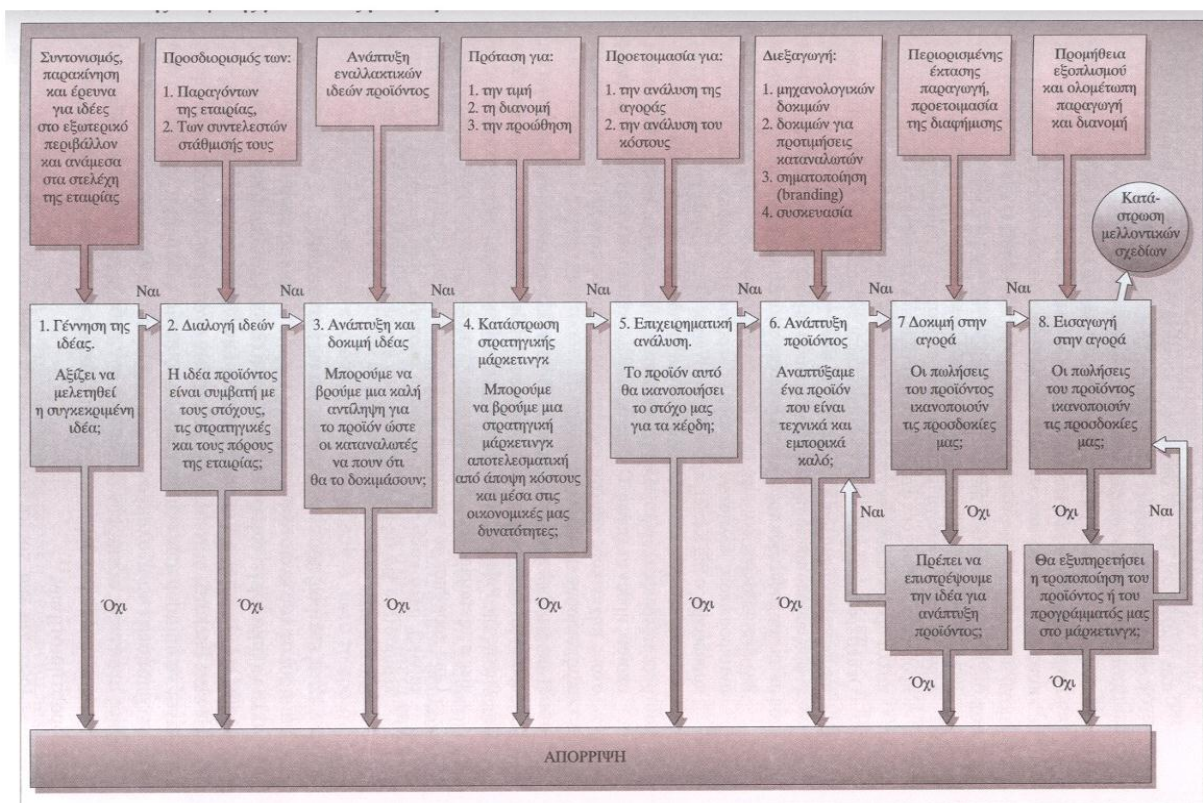 Συντονισμός,
παρακίνηση
και έρευνα
για ιδέες
στο εξωτερικό
περιβάλλον
και ανάμεσα
στα στελέχη
της εταιρίας
Προσδιορισμός των:
1. Παραγόντων
της εταιρίας,
2. Των συντελεστών
στάθμισής τους
Ανάπτυξη
εναλλακτικών
ιδεών προϊόντος
Πρόταση για:
1. την τιμή
2. τη διανομή
3. την προώθηση
Προετοιμασία για:
1. την ανάλυση της
αγοράς
2. την ανάλυση του
κόστους
Διεξαγωγή:
1. μηχανολογικών
δοκιμών
2. δοκιμών για
προτιμήσεις
καταναλωτών
3. σηματοποίηση
(branding)
4. συσκευασία
Περιορισμένης
έκτασης
παραγωγή,
προετοιμασία
της διαφήμισης
Προμήθεια
εξοπλισμού
και ολομέτωπη
παραγωγή
και διανομή
Κατά-
στρωση
μελλοντικών
σχεδίων
Ναι
Ναι
Ναι
Ναι
Ναι
Ναι
Ναι
1. Γέννηση της
ιδέας.
Αξίζει να
μελετηθεί
η συγκεκριμένη
ιδέα;
2. Διαλογή ιδεών
Η ιδέα προϊόντος
είναι συμβατή με
τους στόχους,
τις στρατηγικές
και τους πόρους
της εταιρίας;
3. Ανάπτυξη και
δοκιμή ιδέας
Μπορούμε να
βρούμε μια καλή
αντίληψη για
το προϊόν ώστε
οι καταναλωτές
να πουν ότι
θα το δοκιμάσουν;
4. Κατάστρωση
στρατηγικής
μάρκετινγκ
Μπορούμε
να βρούμε μια
στρατηγική
μάρκετινγκ
αποτελεσματική
από άποψη κόστους
και μέσα στις
οικονομικές μας
δυνατότητες;
5. Επιχειρηματική
ανάλυση.
Το προϊόν αυτό
θα ικανοποιήσει
το στόχο μας
για τα κέρδη;
6. Ανάπτυξη
προϊόντος
Αναπτύξαμε
ένα προϊόν
που είναι
τεχνικά και
εμπορικά
καλό;
7 Δοκιμή στην
αγορά
Οι πωλήσεις
του προϊόντος
ικανοποιούν
τις προσδοκίες
μας;
8. Εισαγωγή
στην αγορά
Οι πωλήσεις
του προϊόντος
ικανοποιούν
τις προσδοκίες
μας;
Ναι
Όχι
Όχι
Ναι
Πρέπει να
επιστρέψουμε
την ιδέα για
ανάπτυξη
προϊόντος;
Θα εξυπηρετήσει
η τροποποίηση του
προϊόντος ή του
προγράμματός μας
στο μάρκετινγκ;
Όχι
Όχι
Όχι
Όχι
Όχι
Όχι
Όχι
Όχι
ΑΠΟΡΡΙΨΗ